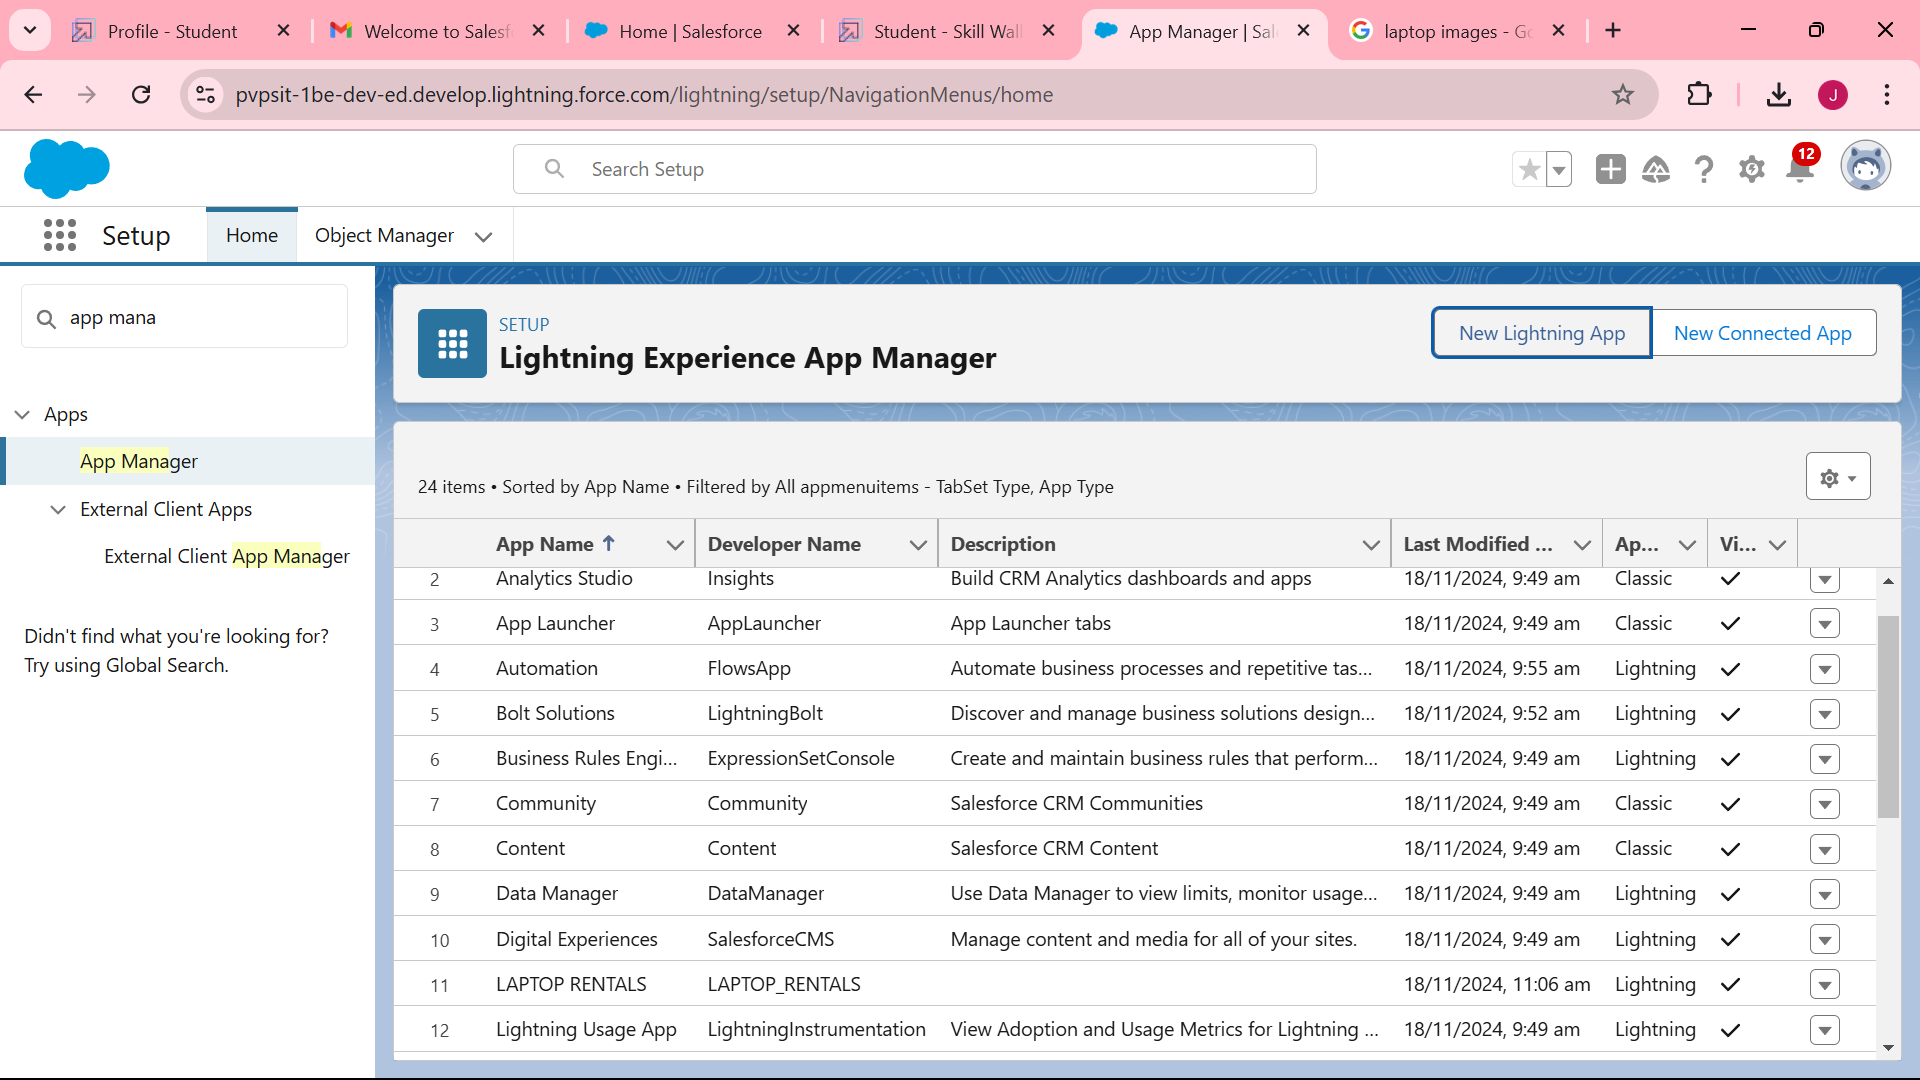 Profile - Student
Welcome to Salesf
Home | Salesforce
Student - Skill Wall
App Manager | Sal
laptop images - Go
pvpsit-1be-dev-ed.develop.lightning.force.com/lightning/setup/NavigationMenus/home
J
Search Setup
12
Setup
Home
Object Manager
app mana
Apps
App Manager
External Client Apps
External Client App Manager
Didn't find what you're looking for?
Try using Global Search.
SETUP
Lightning Experience App Manager
New Lightning App
New Connected App
24 items • Sorted by App Name • Filtered by All appmenuitems - TabSet Type, App Type
App Name Developer Name Description Last Modified ... Ap... Vi...
2 Analytics Studio Insights Build CRM Analytics dashboards and apps 18/11/2024, 9:49 am Classic
3 App Launcher AppLauncher App Launcher tabs 18/11/2024, 9:49 am Classic
4 Automation FlowsApp Automate business processes and repetitive tas... 18/11/2024, 9:55 am Lightning
5 Bolt Solutions LightningBolt Discover and manage business solutions design... 18/11/2024, 9:52 am Lightning
6 Business Rules Engi... ExpressionSetConsole Create and maintain business rules that perform... 18/11/2024, 9:49 am Lightning
7 Community Community Salesforce CRM Communities 18/11/2024, 9:49 am Classic
8 Content Content Salesforce CRM Content 18/11/2024, 9:49 am Classic
9 Data Manager DataManager Use Data Manager to view limits, monitor usage... 18/11/2024, 9:49 am Lightning
10 Digital Experiences SalesforceCMS Manage content and media for all of your sites. 18/11/2024, 9:49 am Lightning
11 LAPTOP RENTALS LAPTOP_RENTALS 18/11/2024, 11:06 am Lightning
12 Lightning Usage App LightningInstrumentation View Adoption and Usage Metrics for Lightning ... 18/11/2024, 9:49 am Lightning